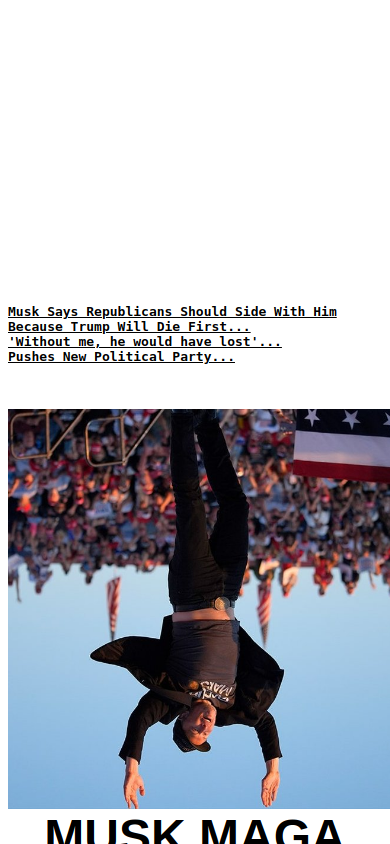 Musk Says Republicans Should Side With Him
Because Trump Will Die First...
'Without me, he would have lost'...
Pushes New Political Party...
MUSK MAGA